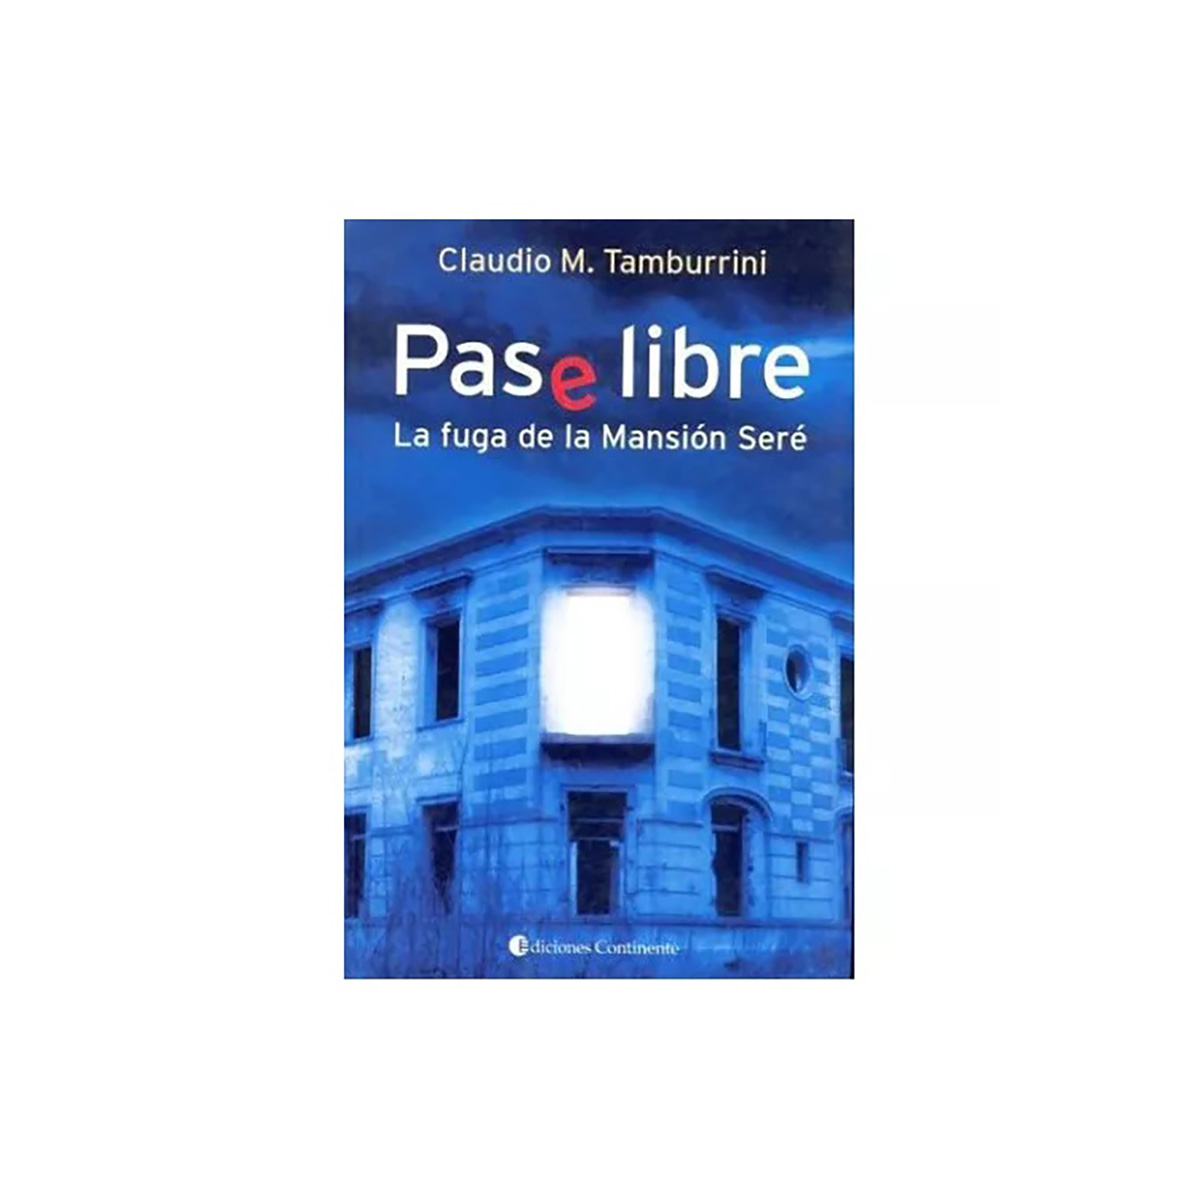 Claudio M. Tamburrini
Pase libre
La fuga de la Mansión Seré
Ediciones Continente